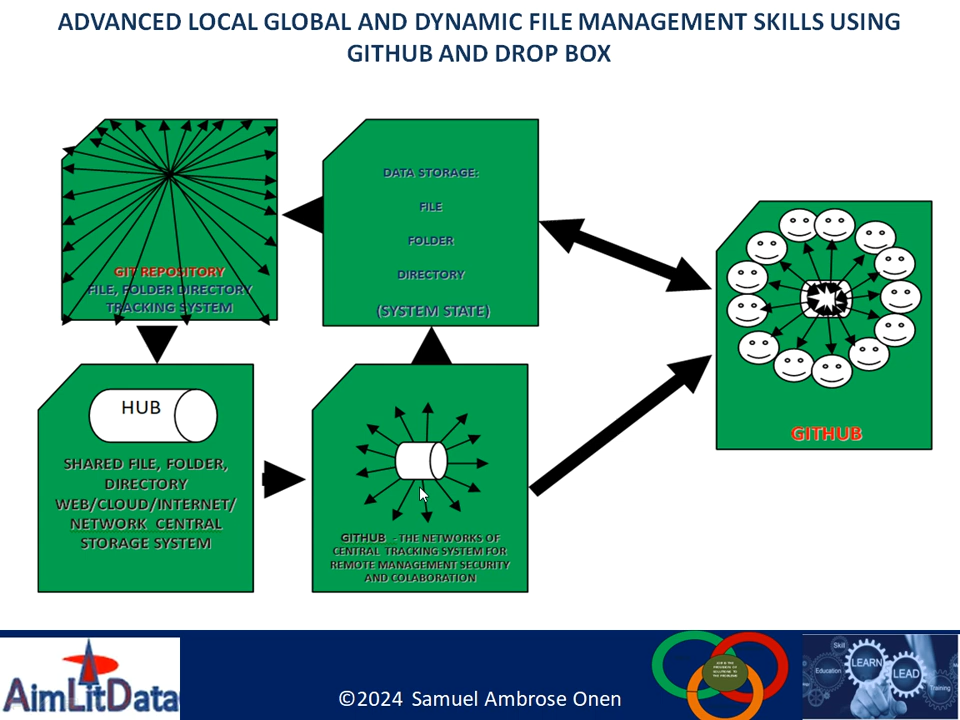 ADVANCED LOCAL GLOBAL AND DYNAMIC FILE MANAGEMENT SKILLS USING
GITHUB AND DROP BOX
GIT REPOSITORY
FILE, FOLDER DIRECTORY
TRACKING SYSTEM
DATA STORAGE:
FILE
FOLDER
DIRECTORY
(SYSTEM STATE)
GITHUB
HUB
SHARED FILE, FOLDER,
DIRECTORY
WEB/CLOUD/INTERNET/
NETWORK CENTRAL
STORAGE SYSTEM
GITHUB - THE NETWORKS OF
CENTRAL TRACKING SYSTEM FOR
REMOTE MANAGEMENT SECURITY
AND COLABORATION
AimLitData
©2024 Samuel Ambrose Onen
Skill
Education
LEARN
LEAD
Training